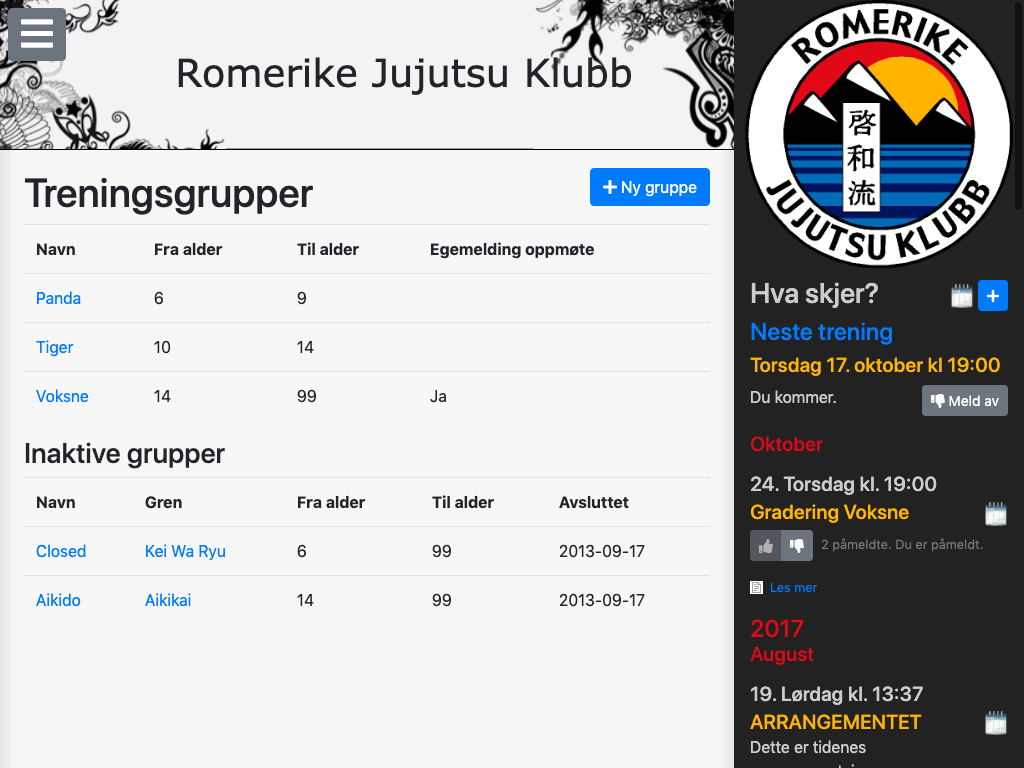 Romerike Jujutsu Klubb
Treningsgrupper
Ny gruppe
Navn Fra alder Til alder Egemelding oppmøte
Panda 6 9
Tiger 10 14
Voksne 14 99 Ja
Inaktive grupper
Navn Gren Fra alder Til alder Avsluttet
Closed Kei Wa Ryu 6 99 2013-09-17
Aikido Aikikai 14 99 2013-09-17
ROMERIKE
啓和流
JUJUTSU KLUBB
Hva skjer?
Neste trening
Torsdag 17. oktober kl 19:00
Du kommer.
Meld av
Oktober
24. Torsdag kl. 19:00
Gradering Voksne
2 påmeldte. Du er påmeldt.
Les mer
2017
August
19. Lørdag kl. 13:37
ARRANGEMENTET
Dette er tidenes